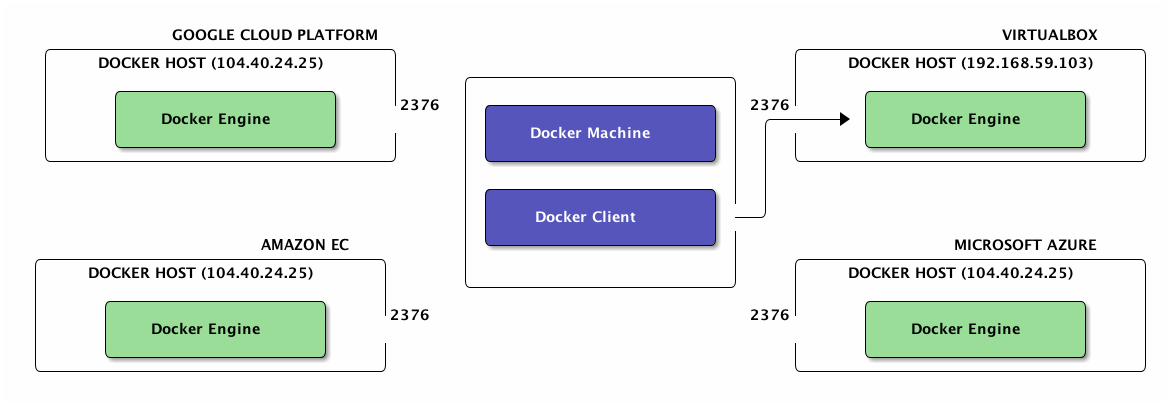 GOOGLE CLOUD PLATFORM
DOCKER HOST (104.40.24.25)
Docker Engine
2376
Docker Machine
Docker Client
VIRTUALBOX
DOCKER HOST (192.168.59.103)
2376
Docker Engine
AMAZON EC
DOCKER HOST (104.40.24.25)
Docker Engine
2376
MICROSOFT AZURE
DOCKER HOST (104.40.24.25)
2376
Docker Engine